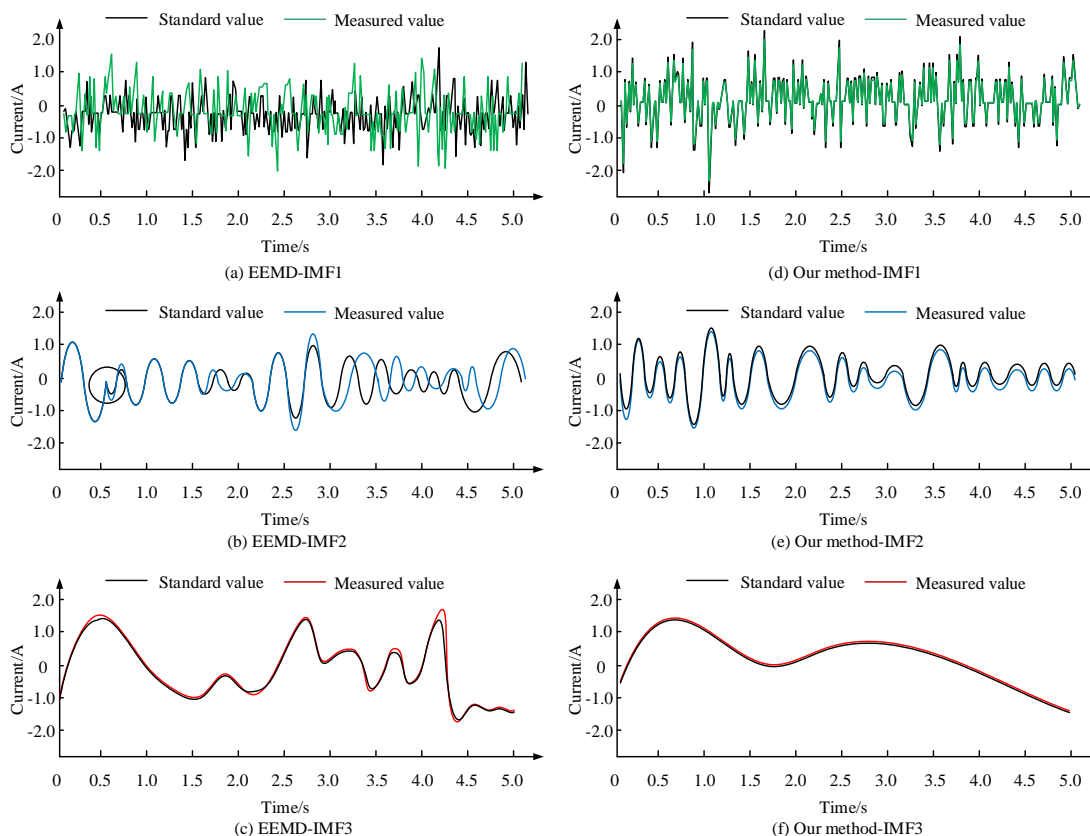 Standard value Measured value
2.0
1.0
0
-1.0
-2.0
Current/A
0 0.5 1.0 1.5 2.0 2.5 3.0 3.5 4.0 4.5 5.0
Time/s
(a) EEMD-IMF1
Standard value Measured value
2.0
1.0
0
-1.0
-2.0
Current/A
0 0.5 1.0 1.5 2.0 2.5 3.0 3.5 4.0 4.5 5.0
Time/s
(d) Our method-IMF1
Standard value Measured value
2.0
1.0
0
-1.0
-2.0
Current/A
0 0.5 1.0 1.5 2.0 2.5 3.0 3.5 4.0 4.5 5.0
Time/s
(b) EEMD-IMF2
Standard value Measured value
2.0
1.0
0
-1.0
-2.0
Current/A
0 0.5 1.0 1.5 2.0 2.5 3.0 3.5 4.0 4.5 5.0
Time/s
(e) Our method-IMF2
Standard value Measured value
2.0
1.0
0
-1.0
-2.0
Current/A
0 0.5 1.0 1.5 2.0 2.5 3.0 3.5 4.0 4.5 5.0
Time/s
(c) EEMD-IMF3
Standard value Measured value
2.0
1.0
0
-1.0
-2.0
Current/A
0 0.5 1.0 1.5 2.0 2.5 3.0 3.5 4.0 4.5 5.0
Time/s
(f) Our method-IMF3